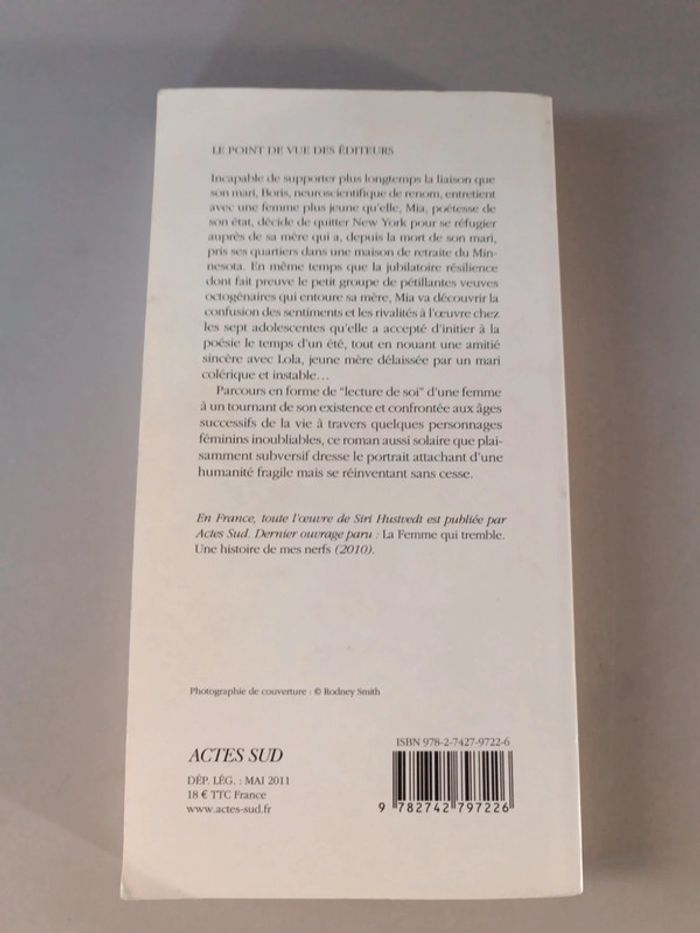 LE POINT DE VUE DES ÉDITEURS
Incapable de supporter plus longtemps la liaison que
son mari, Boris, neuroscientifique de renom, entretient
avec une femme plus jeune qu'elle, Mia, poétesse de
son état, décide de quitter New York pour se réfugier
auprès de sa mère qui a, depuis la mort de son mari,
pris ses quartiers dans une maison de retraite du Min-
nesota. En même temps que la jubilatoire résilience
dont fait preuve le petit groupe de pétillantes veuves
octogénaires qui entoure sa mère, Mia va découvrir la
confusion des sentiments et les rivalités à l'œuvre chez
les sept adolescentes qu'elle a accepté d'initier à la
poésie le temps d'un été, tout en nouant une amitié
sincère avec Lola, jeune mère délaissée par un mari
colérique et instable...
Parcours en forme de "lecture de soi" d'une femme
à un tournant de son existence et confrontée aux âges
successifs de la vie à travers quelques personnages
féminins inoubliables, ce roman aussi solaire que plai-
samment subversif dresse le portrait attachant d'une
humanité fragile mais se réinventant sans cesse.
En France, toute l'œuvre de Siri Hustvedt est publiée par
Actes Sud. Dernier ouvrage paru : La Femme qui tremble.
Une histoire de mes nerfs (2010).
Photographie de couverture : © Rodney Smith
ISBN 978-2-7427-9722-6
ACTES SUD
DÉP. LÉG. : MAI 2011
18 € TTC France
www.actes-sud.fr
9 782742 797226